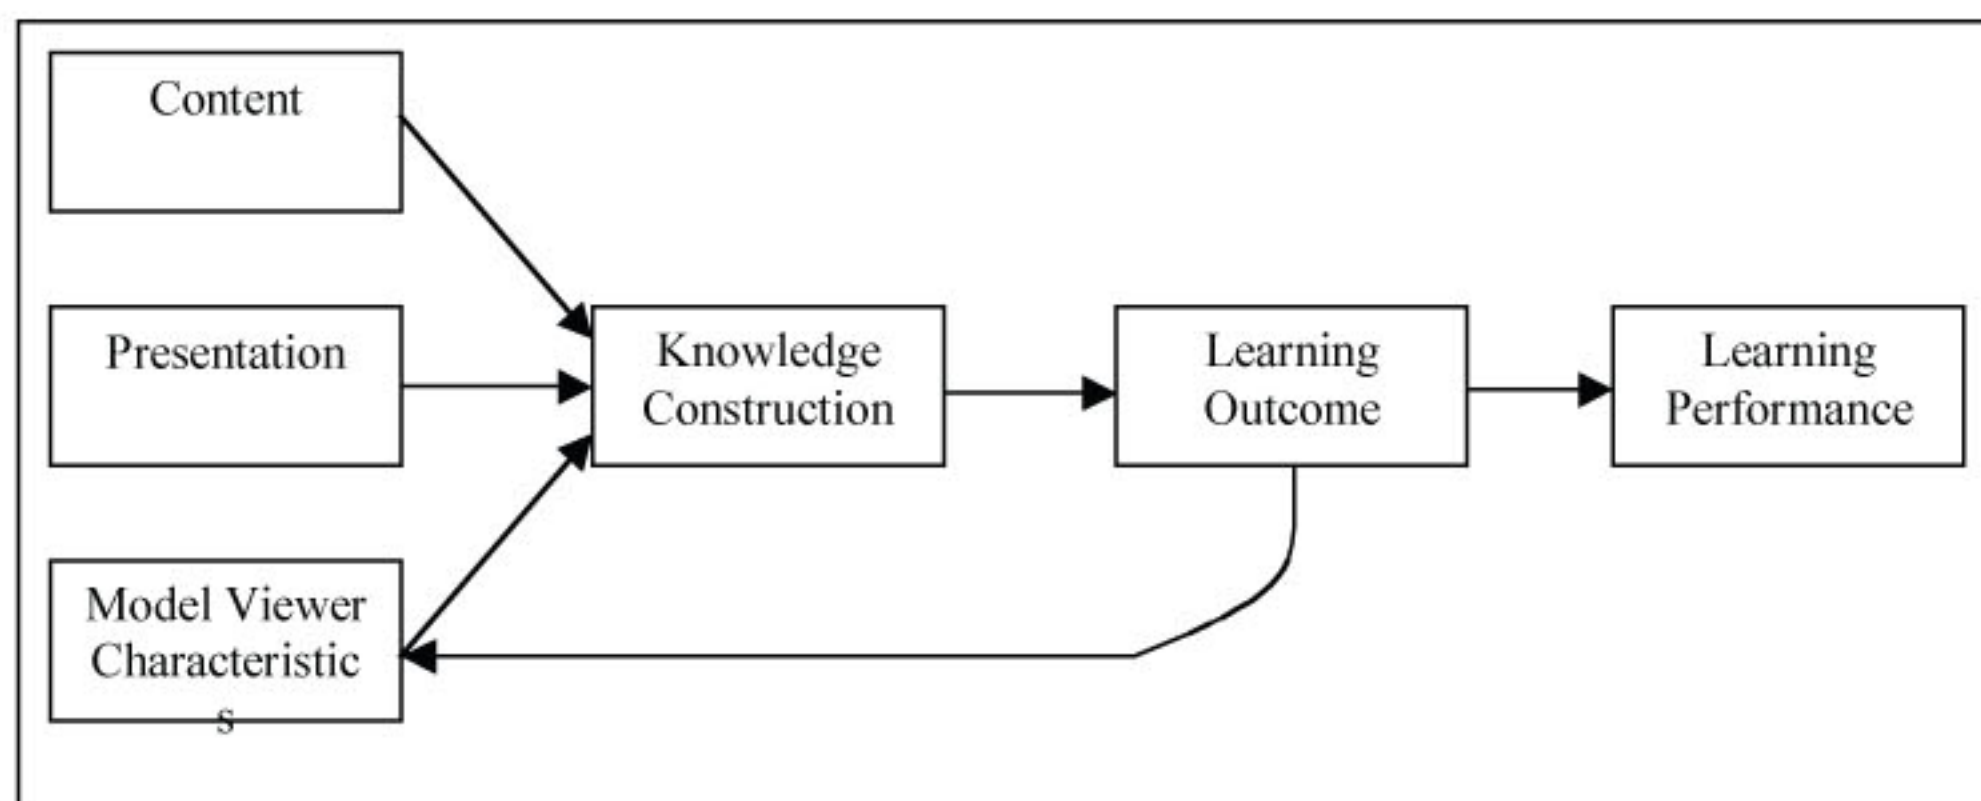 Content
Presentation
Model Viewer
Characteristic
s
Knowledge
Construction
Learning
Outcome
Learning
Performance